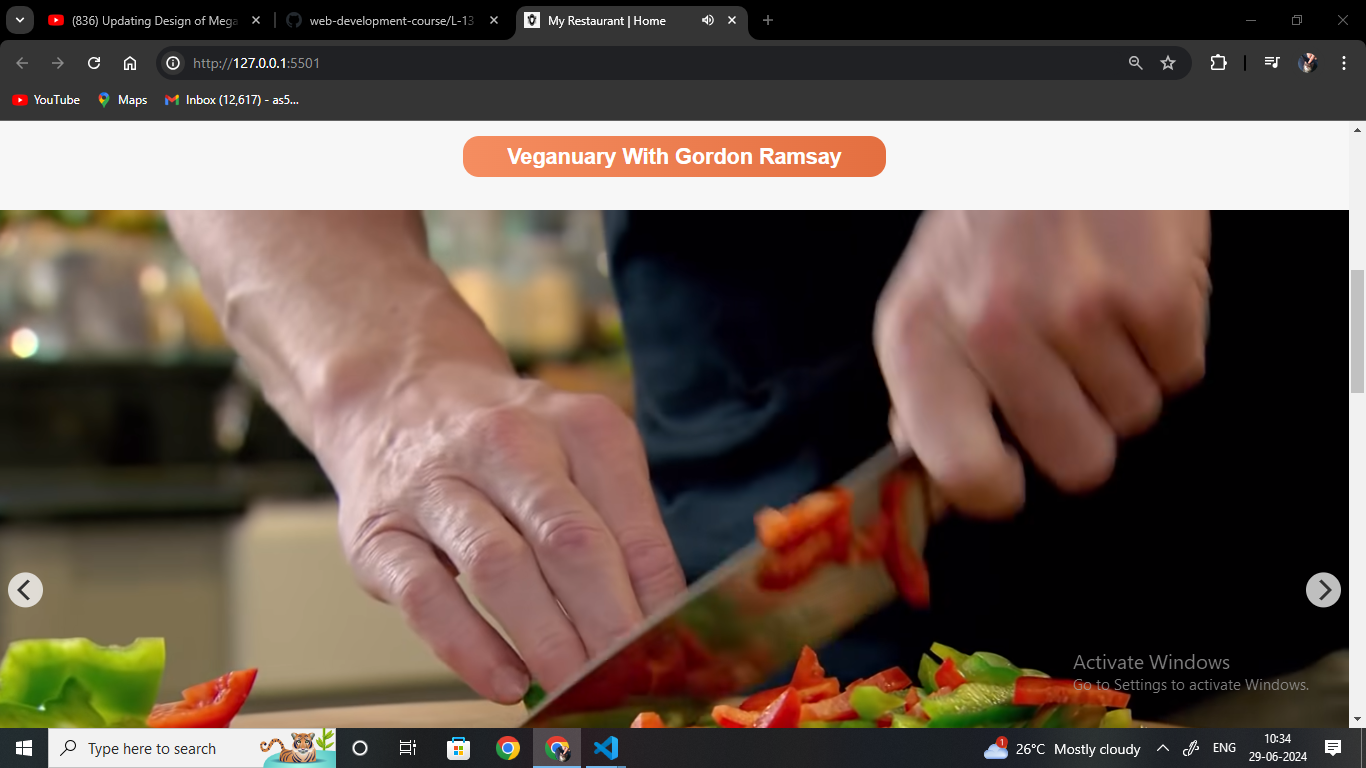 (836) Updating Design of Mega
web-development-course/L-13
My Restaurant | Home
http://127.0.0.1:5501
YouTube
Maps
Inbox (12,617) - as5...
Veganuary With Gordon Ramsay
Activate Windows
Go to Settings to activate Windows.
Type here to search
1
26°C Mostly cloudy
ENG
10:34
29-06-2024